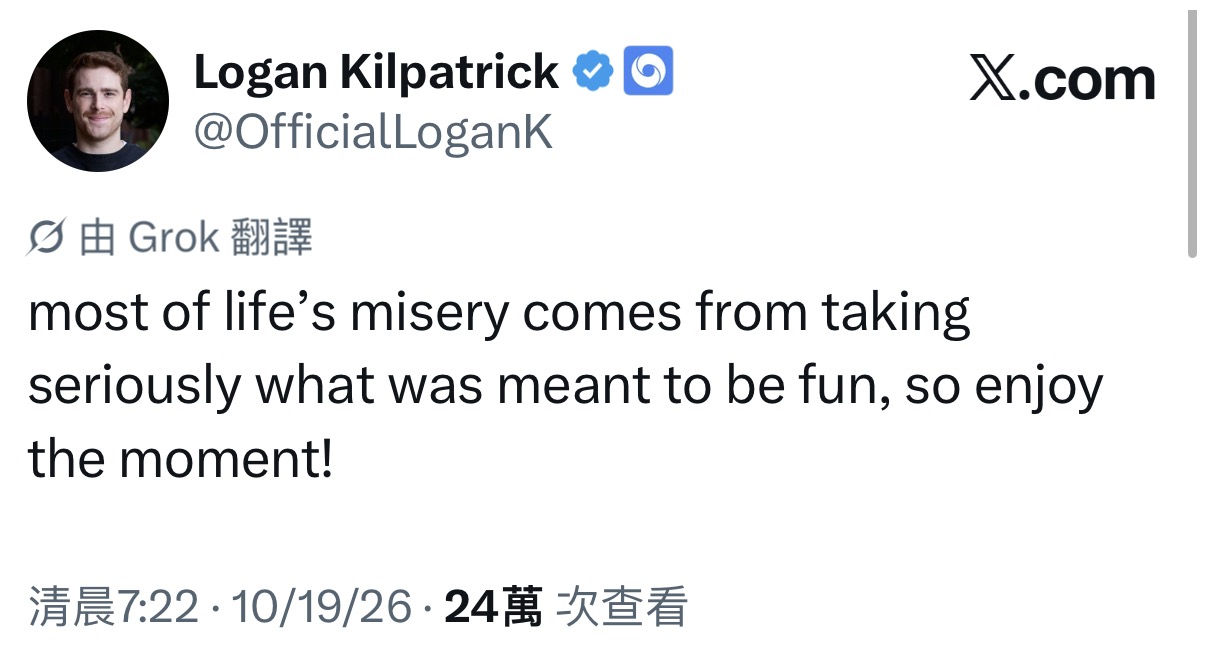 Logan Kilpatrick
X.com
@OfficialLoganK
由 Grok 翻譯
most of life’s misery comes from taking
seriously what was meant to be fun, so enjoy
the moment!
清晨7:22 · 10/19/26 · 24萬 次查看